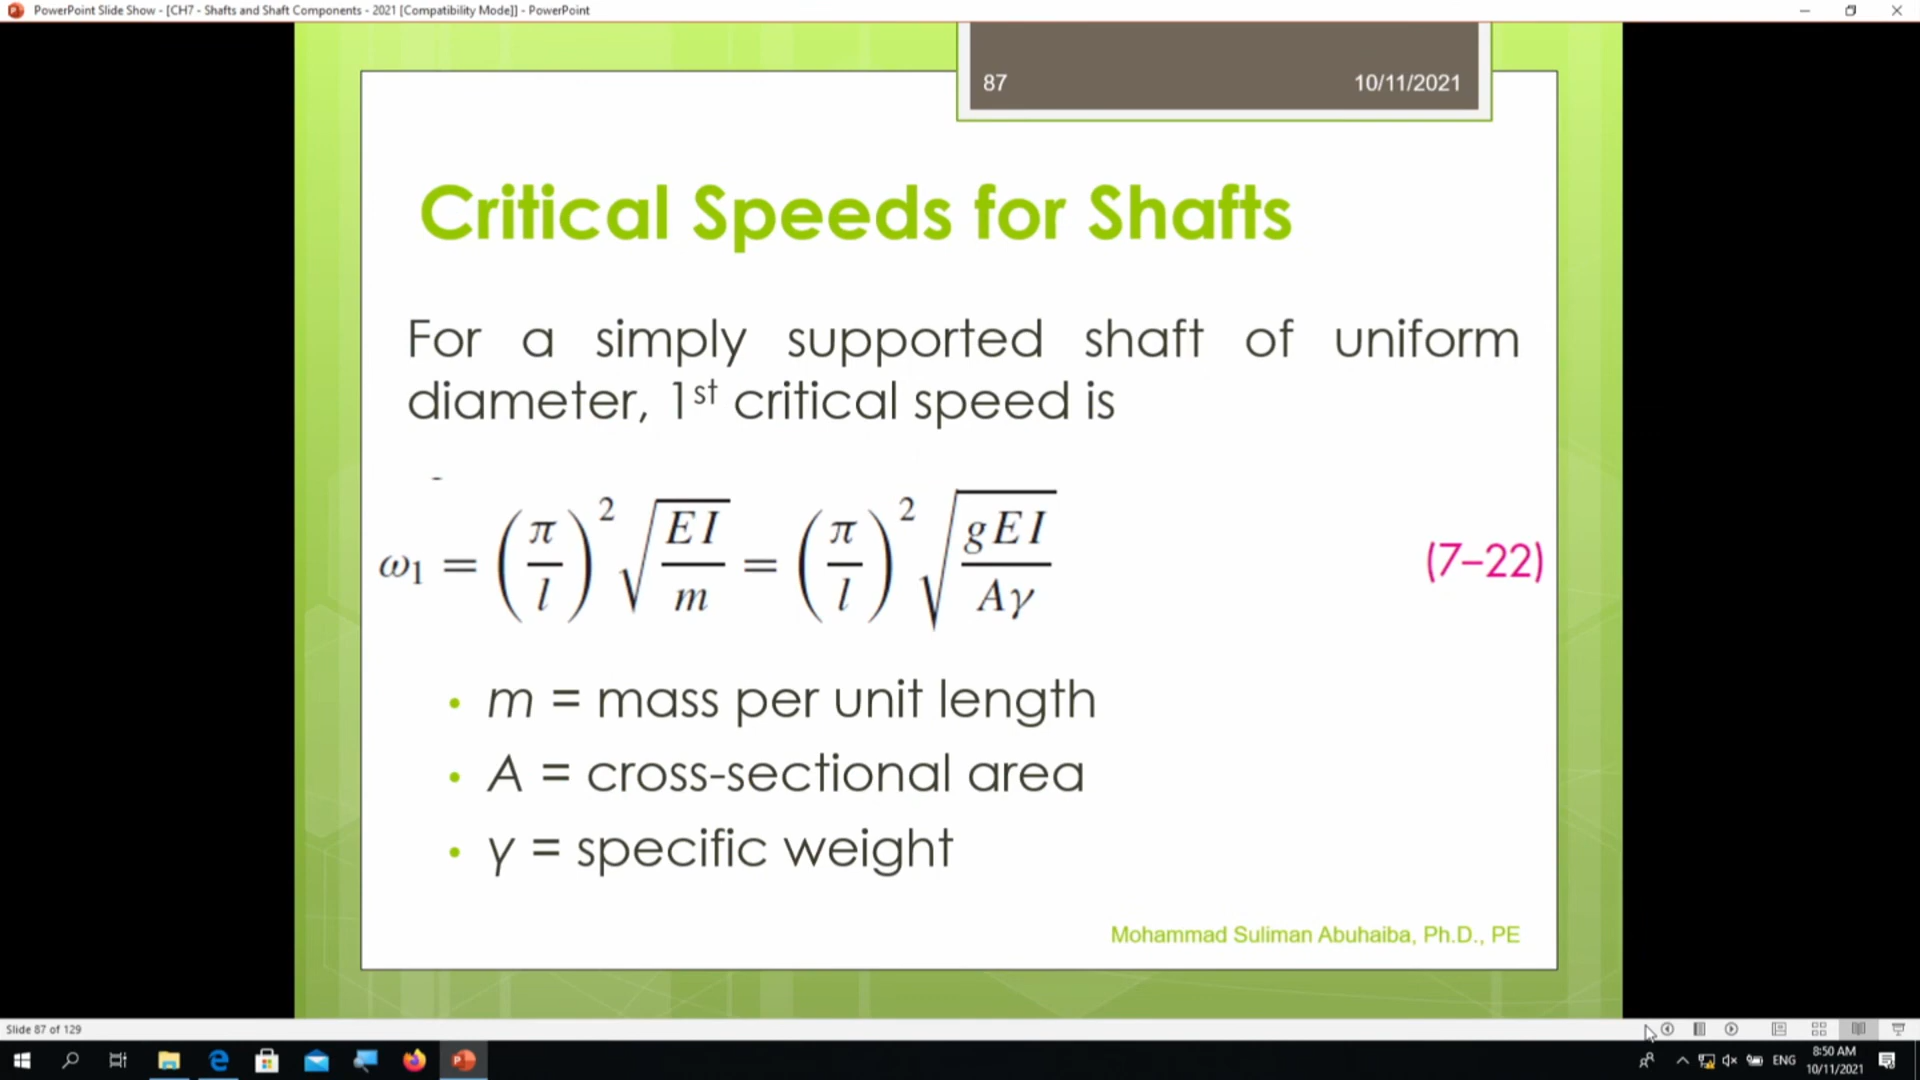 PowerPoint Slide Show - [CH7 - Shafts and Shaft Components - 2021 [Compatibility Mode]] - PowerPoint
87 10/11/2021
Critical Speeds for Shafts
For a simply supported shaft of uniform
diameter, 1st critical speed is
ω₁ = (π/l)² √(EI/m) = (π/l)² √(gEI/Aγ) (7–22)
• m = mass per unit length
• A = cross-sectional area
• γ = specific weight
Mohammad Suliman Abuhaiba, Ph.D., PE
Slide 87 of 129
ENG
8:50 AM
10/11/2021